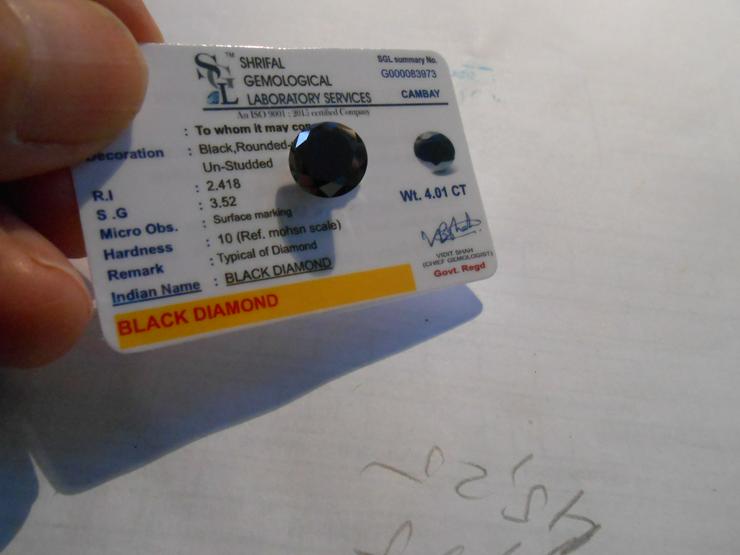 SGL
TM
SHRIFAL
GEMOLOGICAL
LABORATORY SERVICES
An ISO 9001 : 2015 certified Company
SGL summary No.
G000083973
CAMBAY
: To whom it may con
Decoration : Black,Rounded-
Un-Studded
R.I : 2.418
S .G : 3.52
Micro Obs. : Surface marking
Hardness : 10 (Ref. mohsn scale)
Remark : Typical of Diamond
Indian Name : BLACK DIAMOND
BLACK DIAMOND
Wt. 4.01 CT
VIDIT SHAH
(CHIEF GEMOLOGIST)
Govt. Regd